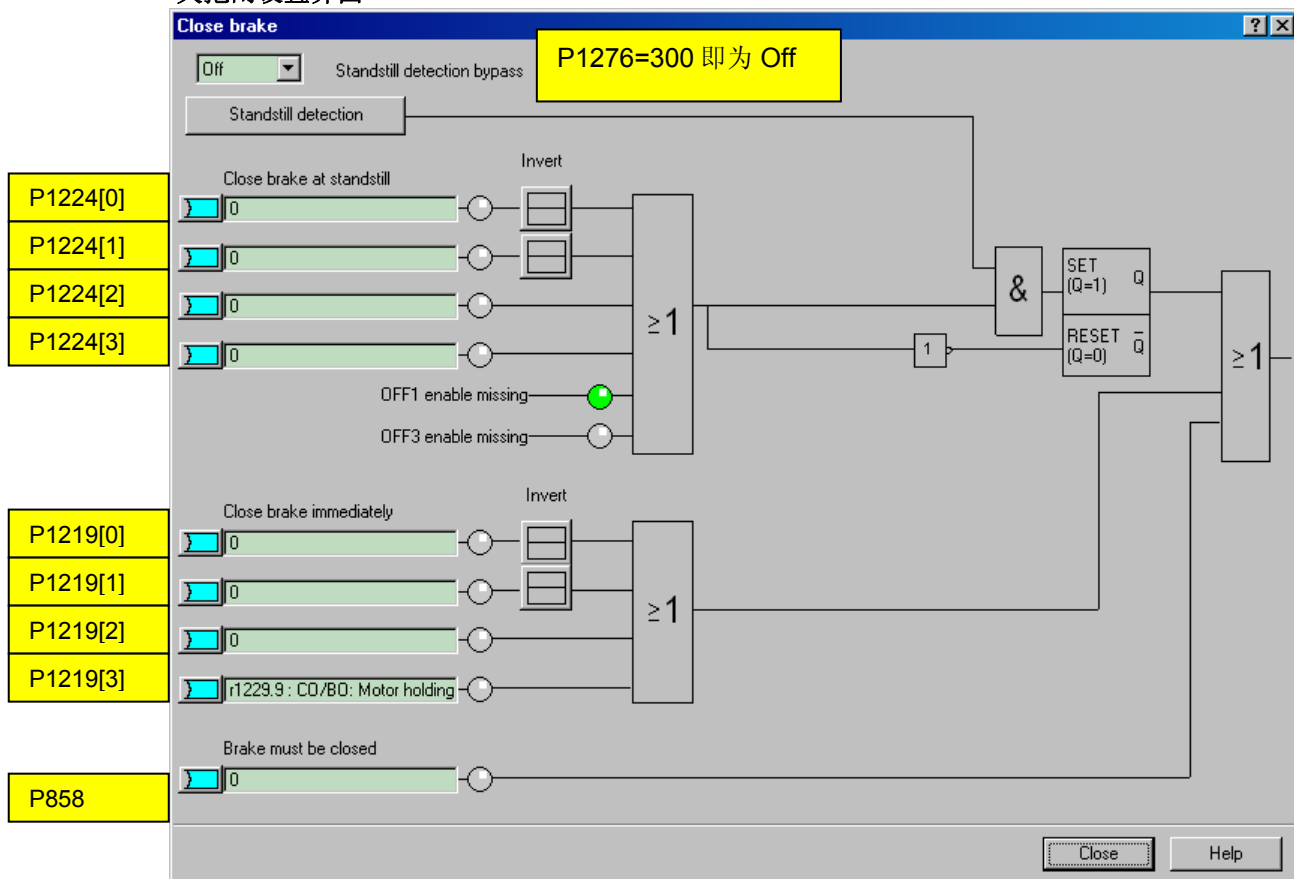 Close brake
Off
Standstill detection bypass
P1276=300 即为 Off
Standstill detection
Invert
Close brake at standstill
P1224[0]
0
P1224[1]
0
P1224[2]
0
P1224[3]
0
≥1
&
SET
(Q=1)
Q
RESET
(Q=0)
Q̅
1
≥1
OFF1 enable missing
OFF3 enable missing
Invert
Close brake immediately
P1219[0]
0
P1219[1]
0
P1219[2]
0
P1219[3]
r1229.9 : CO/BO: Motor holding
≥1
Brake must be closed
P858
0
Close
Help